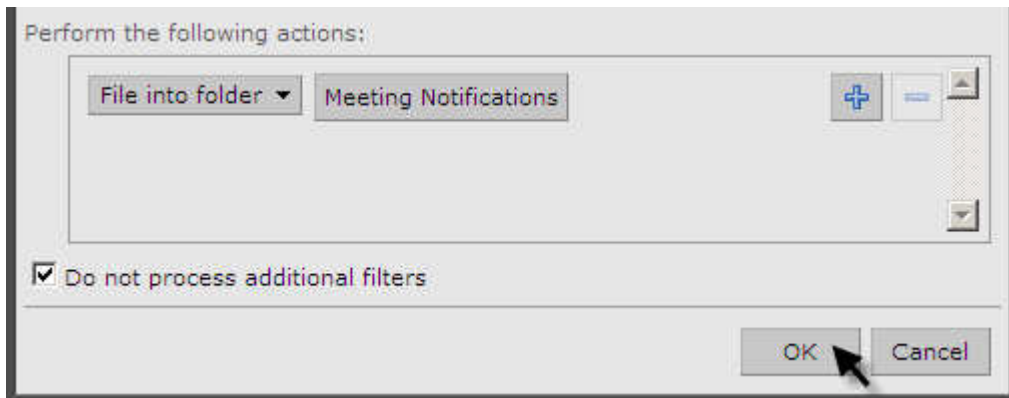 Perform the following actions:
File into folder Meeting Notifications
Do not process additional filters
OK Cancel